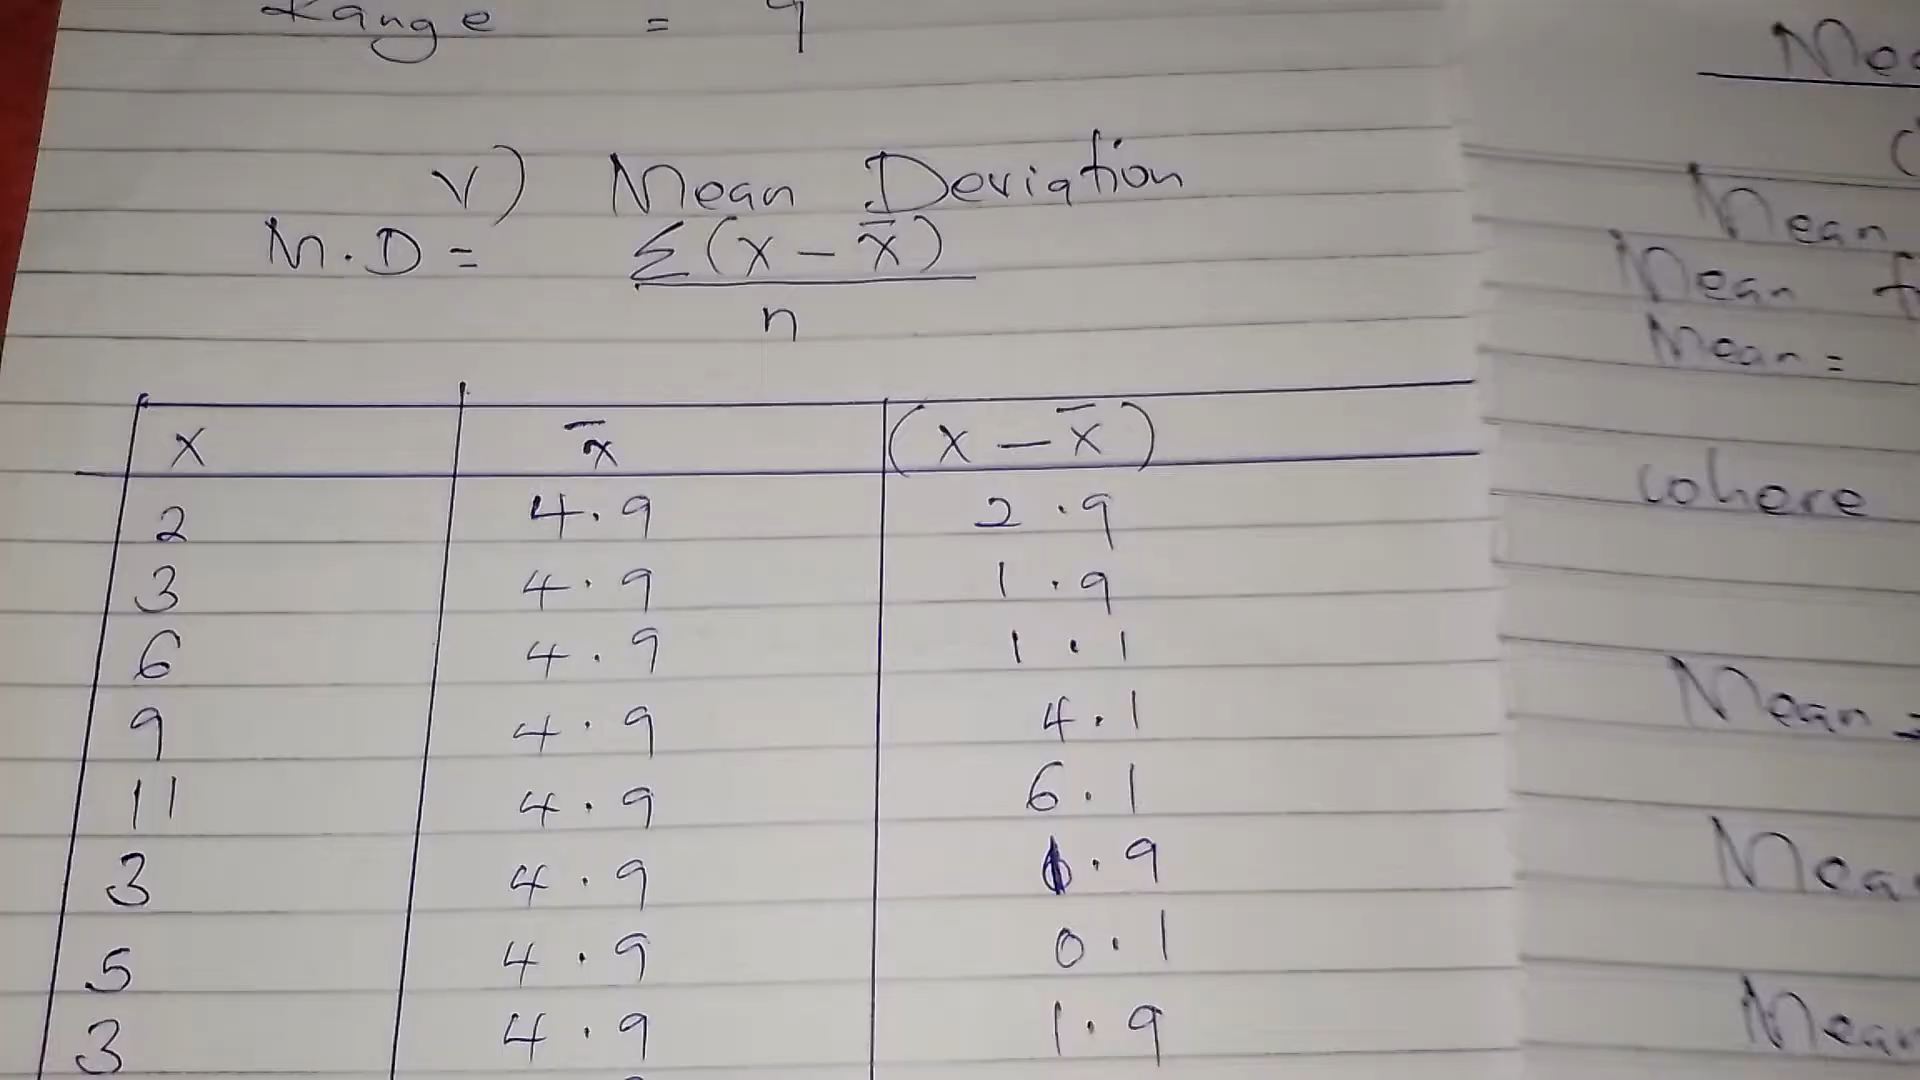 Range = 9
v) Mean Deviation
M.D = Σ(x - x̄)
n
x x̄ (x - x̄)
2 4.9 2.9
3 4.9 1.9
6 4.9 1.1
9 4.9 4.1
11 4.9 6.1
3 4.9 1.9
5 4.9 0.1
3 4.9 1.9
Mean
Mean
Mean =
where
Mean =